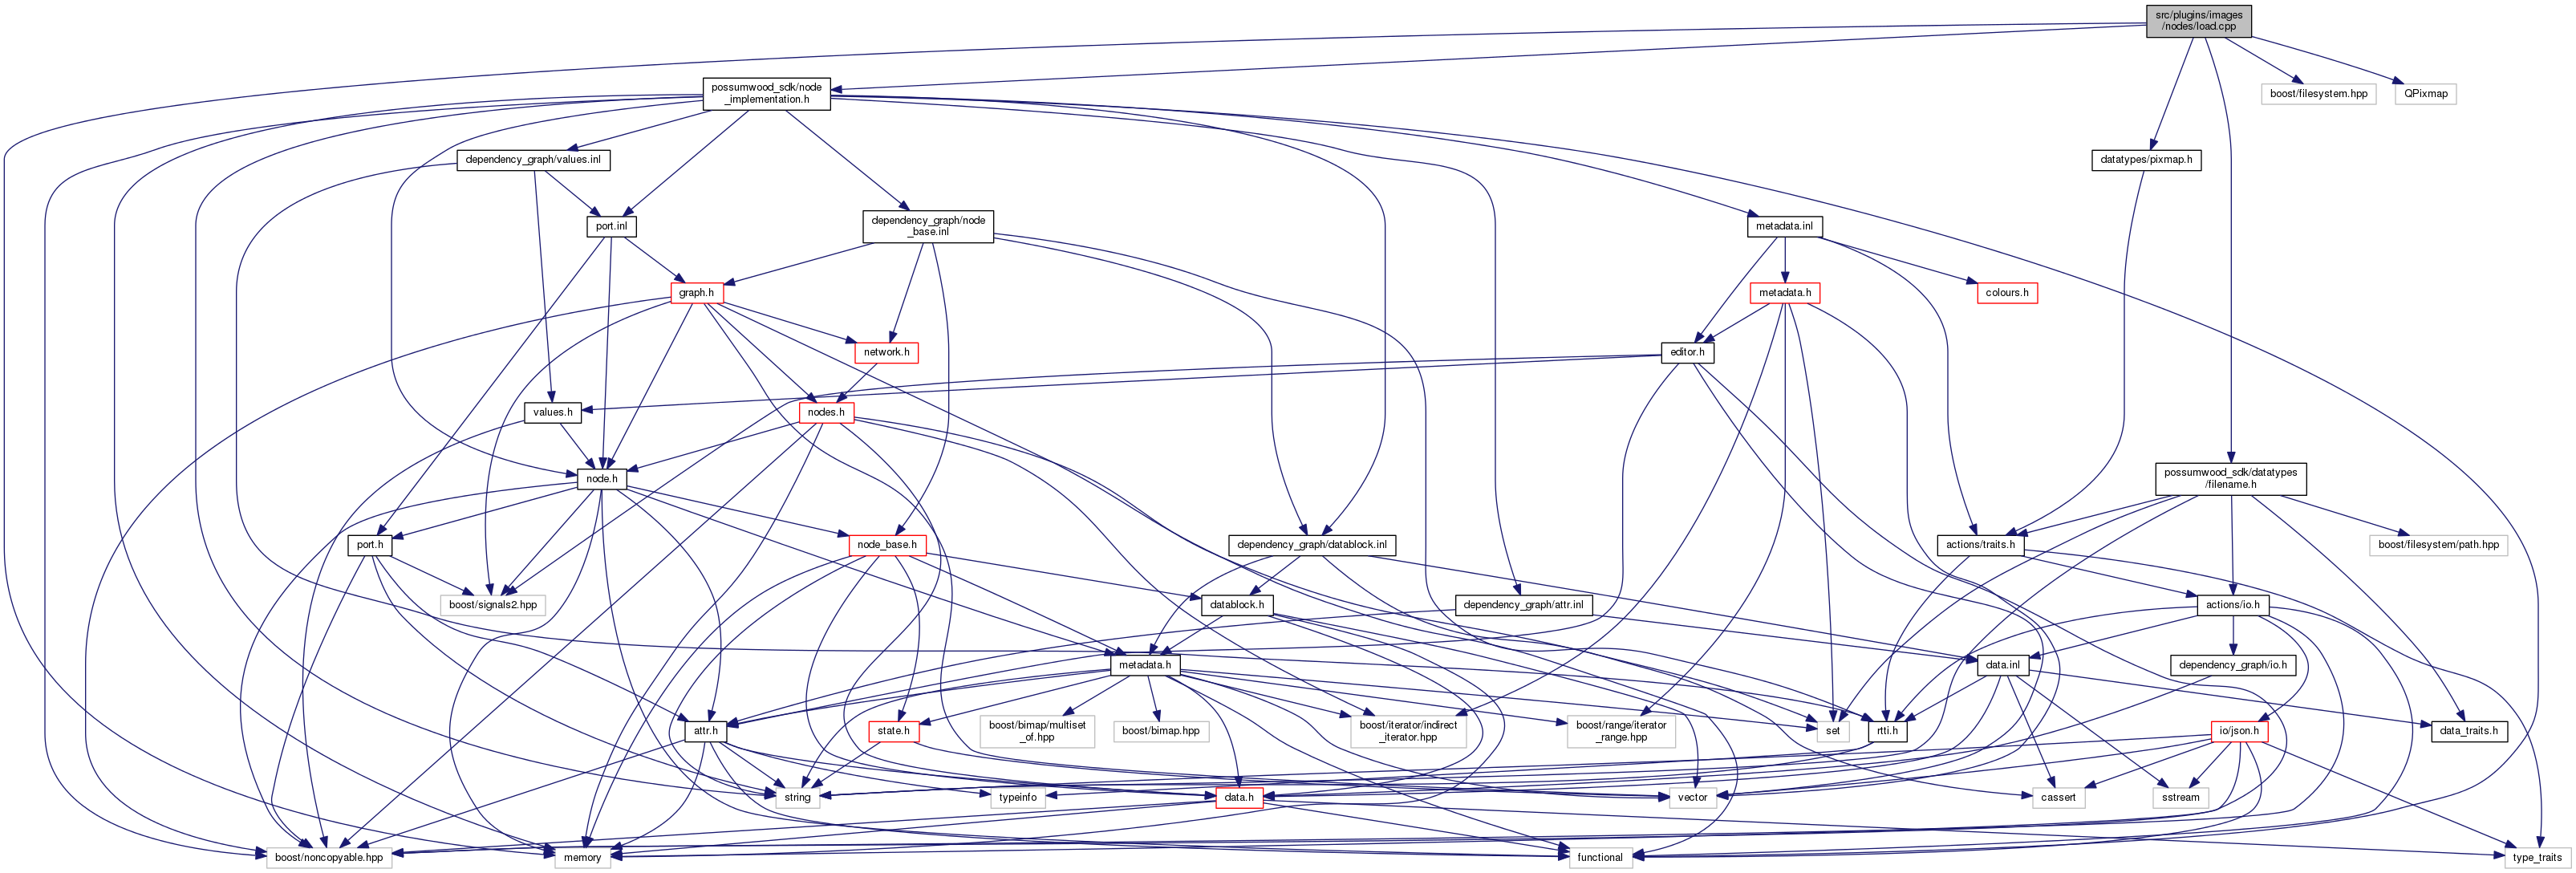 src/plugins/images
/nodes/load.cpp
possumwood_sdk/node
_implementation.h
boost/filesystem.hpp
QPixmap
dependency_graph/values.inl
datatypes/pixmap.h
port.inl
dependency_graph/node
_base.inl
metadata.inl
graph.h
metadata.h
colours.h
network.h
editor.h
values.h
nodes.h
node.h
possumwood_sdk/datatypes
/filename.h
port.h
node_base.h
dependency_graph/datablock.inl
actions/traits.h
boost/filesystem/path.hpp
boost/signals2.hpp
datablock.h
dependency_graph/attr.inl
actions/io.h
metadata.h
data.inl
dependency_graph/io.h
attr.h
state.h
boost/bimap/multiset
_of.hpp
boost/bimap.hpp
boost/iterator/indirect
_iterator.hpp
boost/range/iterator
_range.hpp
set
rtti.h
io/json.h
data_traits.h
string
typeinfo
data.h
vector
cassert
sstream
boost/noncopyable.hpp
memory
functional
type_traits